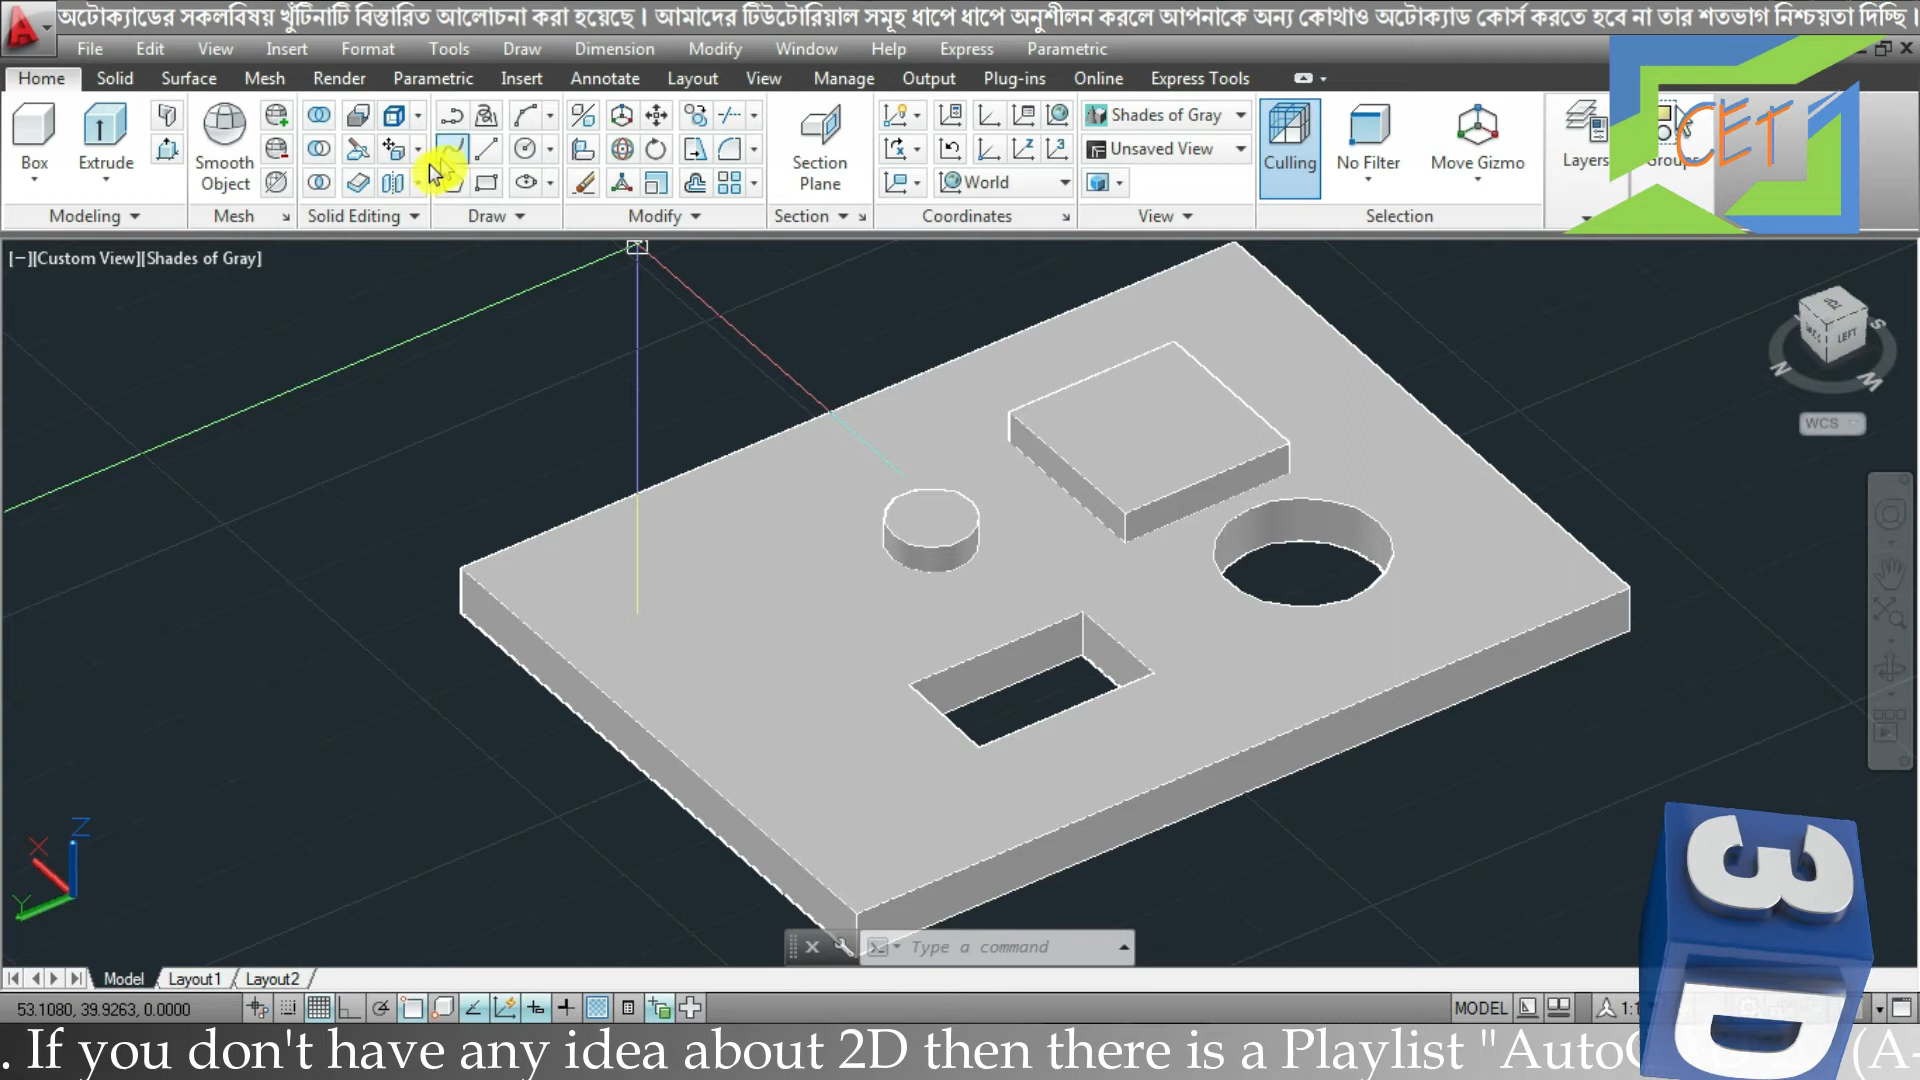 অটোক্যাডের সকলবিষয় খুঁটিনাটি বিস্তারিত আলোচনা করা হয়েছে। আমাদের টিউটোরিয়াল সমূহ ধাপে ধাপে অনুশীলন করলে আপনাকে অন্য কোথাও অটোক্যাড কোর্স করতে হবে না তার শতভাগ নিশ্চয়তা দিচ্ছি।
File Edit View Insert Format Tools Draw Dimension Modify Window Help Express Parametric
Home Solid Surface Mesh Render Parametric Insert Annotate Layout View Manage Output Plug-ins Online Express Tools
Shades of Gray
Unsaved View
World
Box Extrude Smooth Object Section Plane Culling No Filter Move Gizmo Layers Groups
CET
Modeling Mesh Solid Editing Draw Modify Section Coordinates View Selection
[−][Custom View][Shades of Gray]
LEFT
S
N
W
WCS
Z
X
Y
3
D
Type a command
Model Layout1 Layout2
53.1080, 39.9263, 0.0000 MODEL
. If you don't have any idea about 2D then there is a Playlist